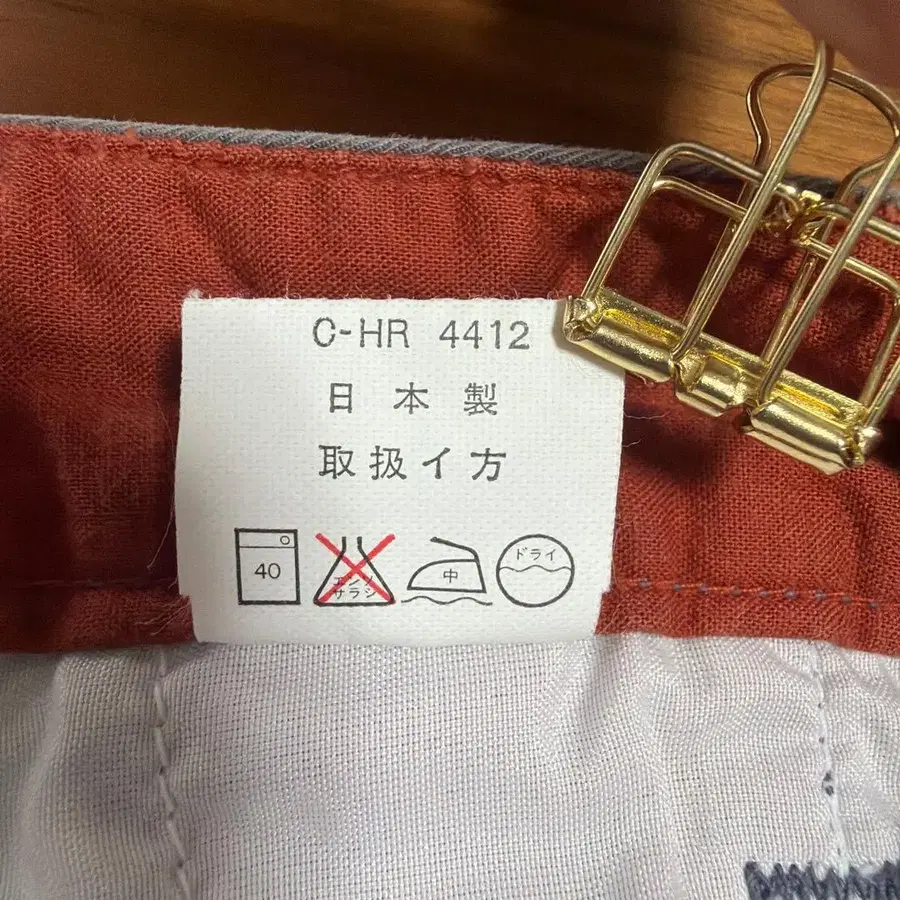 C-HR 4412
日本製
取扱イ方
40
エンソ
サラシ
中
ドライ